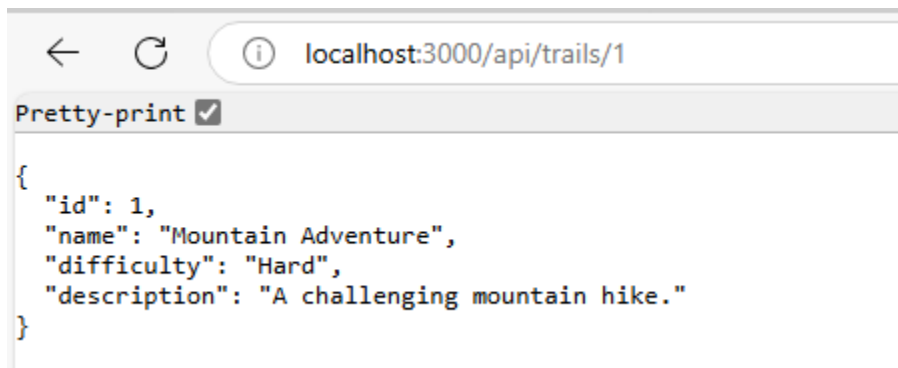 localhost:3000/api/trails/1
Pretty-print
{
"id": 1,
"name": "Mountain Adventure",
"difficulty": "Hard",
"description": "A challenging mountain hike."
}